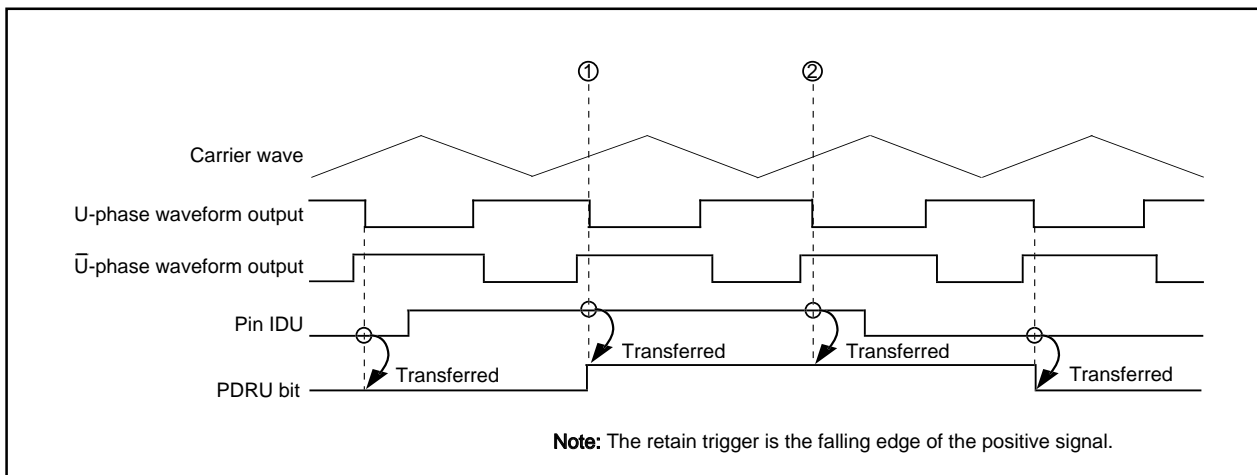 ① ②
Carrier wave
U-phase waveform output
U̅-phase waveform output
Pin IDU
Transferred Transferred
Transferred Transferred
PDRU bit
Note: The retain trigger is the falling edge of the positive signal.